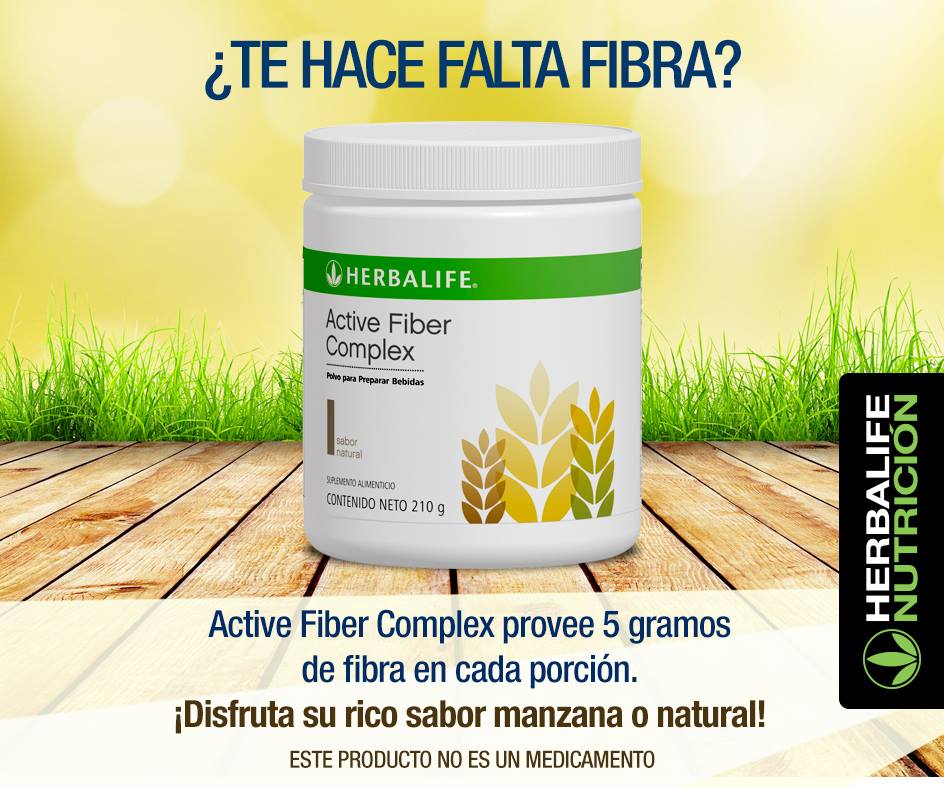 ¿TE HACE FALTA FIBRA?
HERBALIFE®
Active Fiber
Complex
Polvo para Preparar Bebidas
sabor
natural
SUPLEMENTO ALIMENTICIO
CONTENIDO NETO 210 g
HERBALIFE
NUTRICIÓN
Active Fiber Complex provee 5 gramos
de fibra en cada porción.
¡Disfruta su rico sabor manzana o natural!
ESTE PRODUCTO NO ES UN MEDICAMENTO